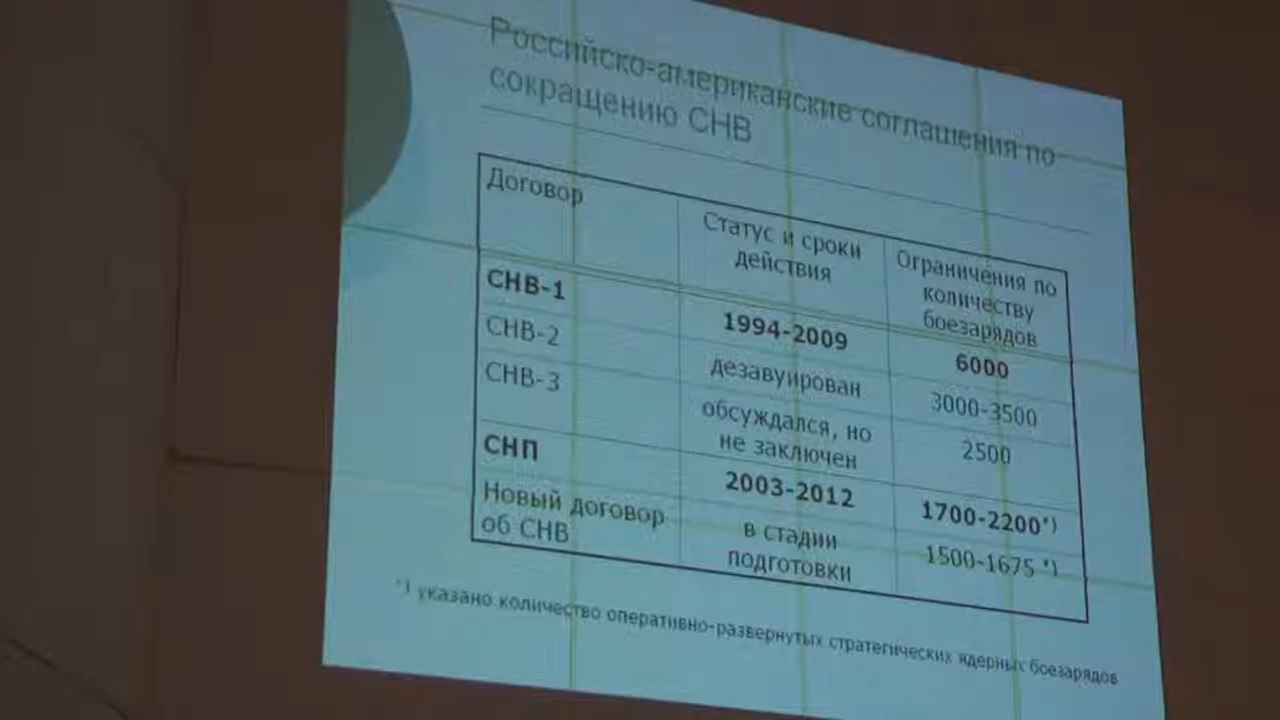 Российско-американские соглашения по
сокращению СНВ
Договор
Статус и сроки
действия
Ограничения по
количеству
боезарядов
СНВ-1
1994-2009
6000
СНВ-2
дезавуирован
3000-3500
СНВ-3
обсуждался, но
не заключен
2500
СНП
2003-2012
1700-2200*)
Новый договор
об СНВ
в стадии
подготовки
1500-1675 *)
*) указано количество оперативно-развернутых стратегических ядерных боезарядов